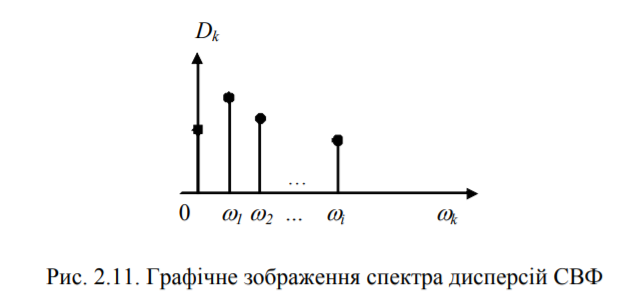 Dₖ
…
0 ω₁ ω₂ … ωᵢ ωₖ
Рис. 2.11. Графічне зображення спектра дисперсій СВФ